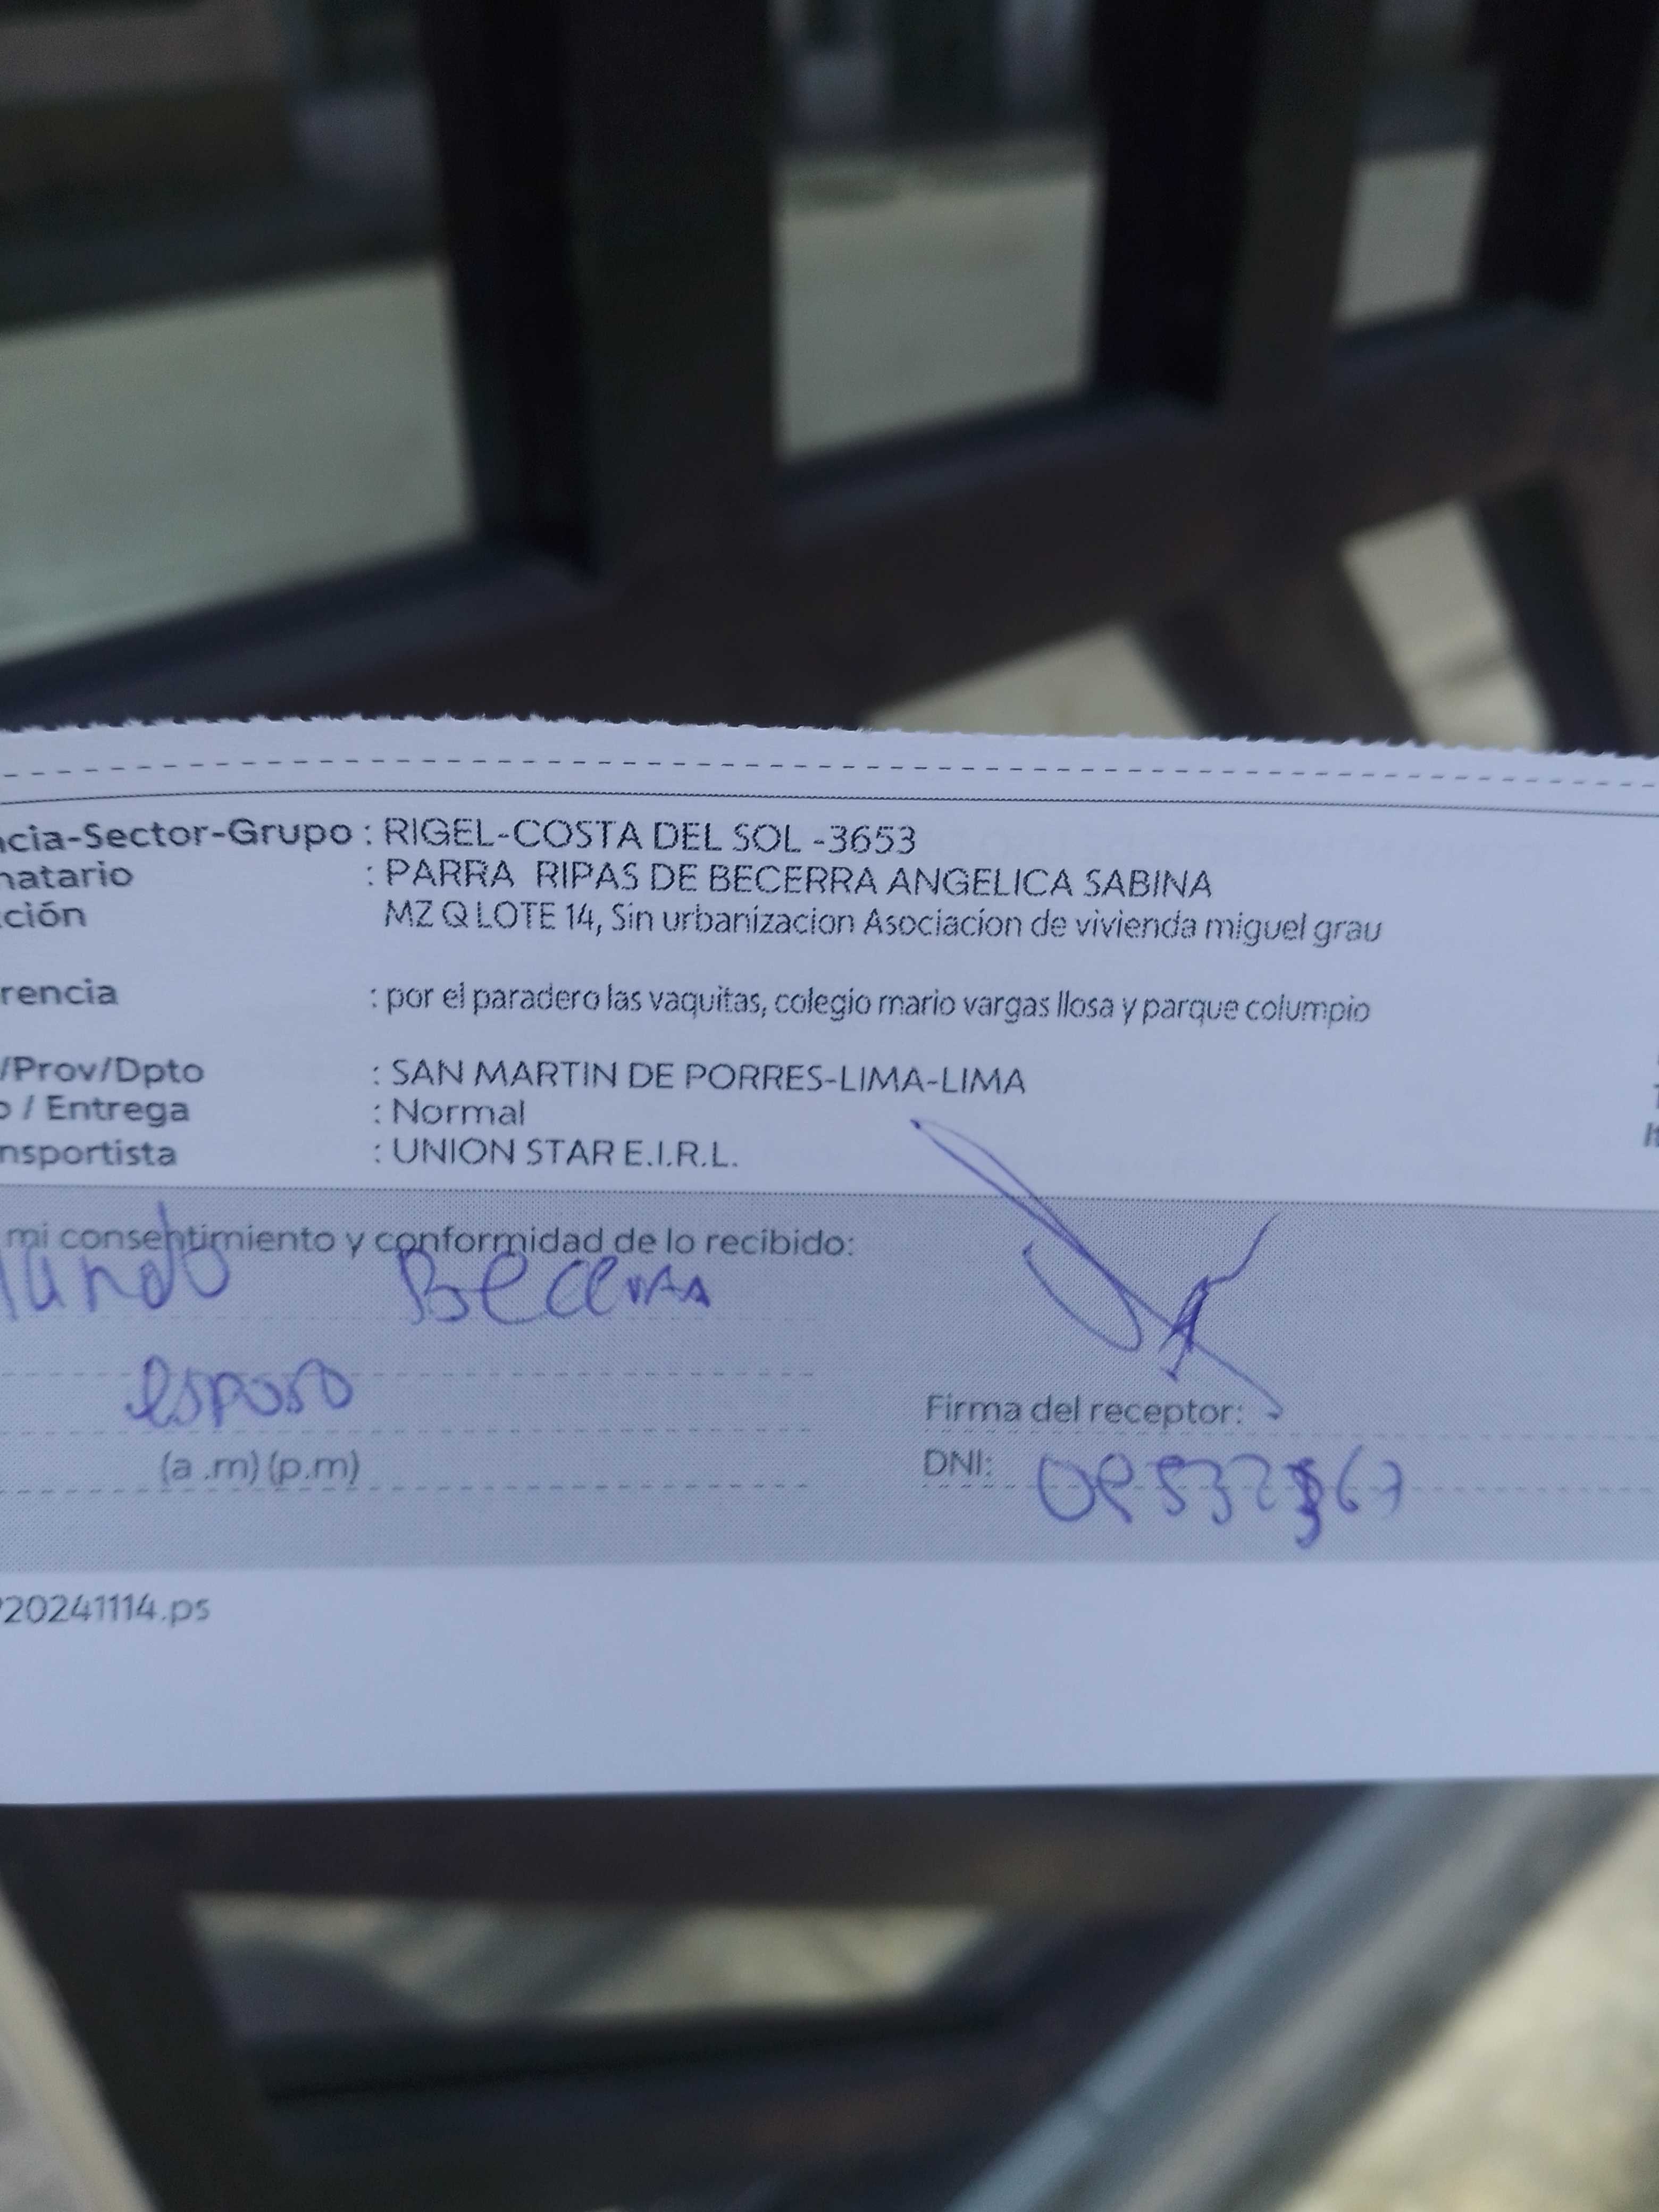 ncia-Sector-Grupo : RIGEL-COSTA DEL SOL -3653
natario : PARRA RIPAS DE BECERRA ANGELICA SABINA
cción MZ Q LOTE 14, Sin urbanizacion Asociacion de vivienda miguel grau
rencia : por el paradero las vaquitas, colegio mario vargas llosa y parque columpio
/Prov/Dpto : SAN MARTIN DE PORRES-LIMA-LIMA
o / Entrega : Normal
nsportista : UNION STAR E.I.R.L.
mi consentimiento y conformidad de lo recibido:
Becerra
esposo
Firma del receptor:
(a .m) (p.m)
DNI:
20241114.ps